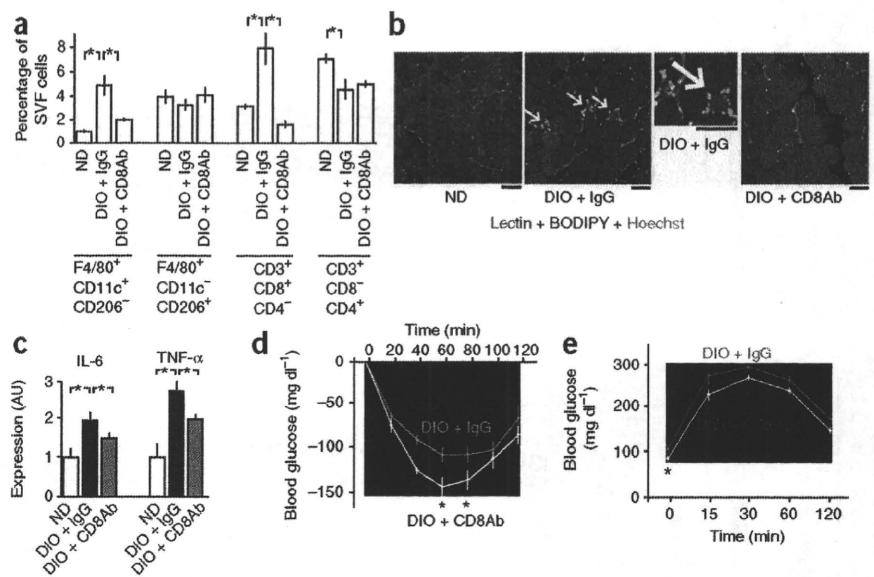 a
Percentage of
SVF cells
8
6
4
2
0
* * * * *
ND
DIO + IgG
DIO + CD8Ab
ND
DIO + IgG
DIO + CD8Ab
ND
DIO + IgG
DIO + CD8Ab
ND
DIO + IgG
DIO + CD8Ab
F4/80+
CD11c+
CD206−
F4/80+
CD11c−
CD206+
CD3+
CD8+
CD4−
CD3+
CD8−
CD4+
b
ND
DIO + IgG
DIO + IgG
DIO + CD8Ab
Lectin + BODIPY + Hoechst
c
IL-6
TNF-α
Expression (AU)
3
2
1
0
* * * *
ND
DIO + IgG
DIO + CD8Ab
ND
DIO + IgG
DIO + CD8Ab
d
Time (min)
0 20 40 60 80 100 120
Blood glucose (mg dl−1)
0
−50
−100
−150
DIO + IgG
* *
DIO + CD8Ab
e
DIO + IgG
Blood glucose
(mg dl−1)
300
200
100
0
*
0 15 30 60 120
Time (min)